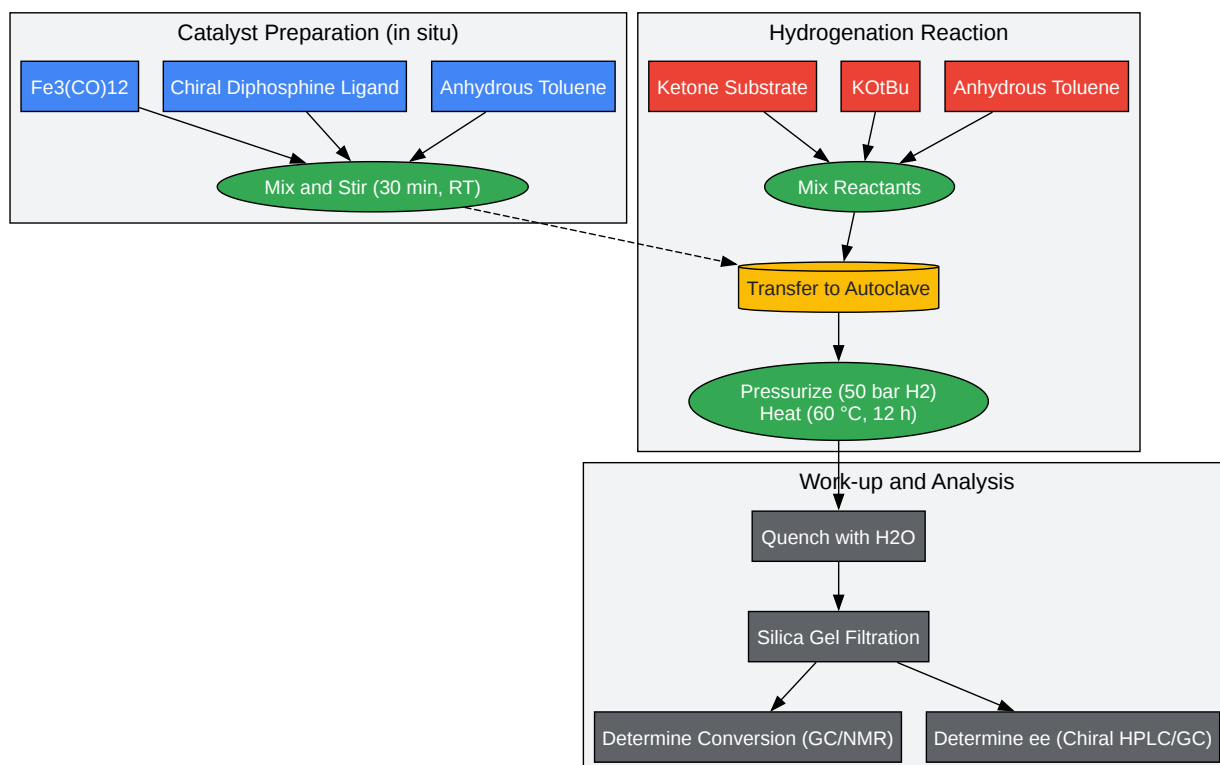 Catalyst Preparation (in situ)
Fe3(CO)12
Chiral Diphosphine Ligand
Anhydrous Toluene
Mix and Stir (30 min, RT)
Hydrogenation Reaction
Ketone Substrate
KOtBu
Anhydrous Toluene
Mix Reactants
Transfer to Autoclave
Pressurize (50 bar H2)
Heat (60 °C, 12 h)
Work-up and Analysis
Quench with H2O
Silica Gel Filtration
Determine Conversion (GC/NMR)
Determine ee (Chiral HPLC/GC)